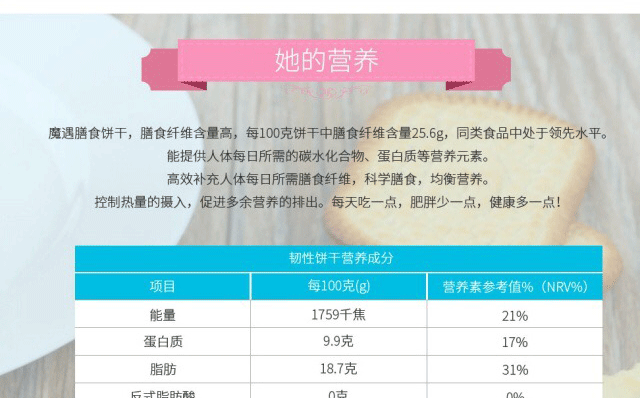 她的营养
魔遇膳食饼干，膳食纤维含量高，每100克饼干中膳食纤维含量25.6g，同类食品中处于领先水平。
能提供人体每日所需的碳水化合物、蛋白质等营养元素。
高效补充人体每日所需膳食纤维，科学膳食，均衡营养。
控制热量的摄入，促进多余营养的排出。每天吃一点，肥胖少一点，健康多一点！
韧性饼干营养成分
项目 每100克(g) 营养素参考值%（NRV%）
能量 1759千焦 21%
蛋白质 9.9克 17%
脂肪 18.7克 31%
反式脂肪酸 0克 0%